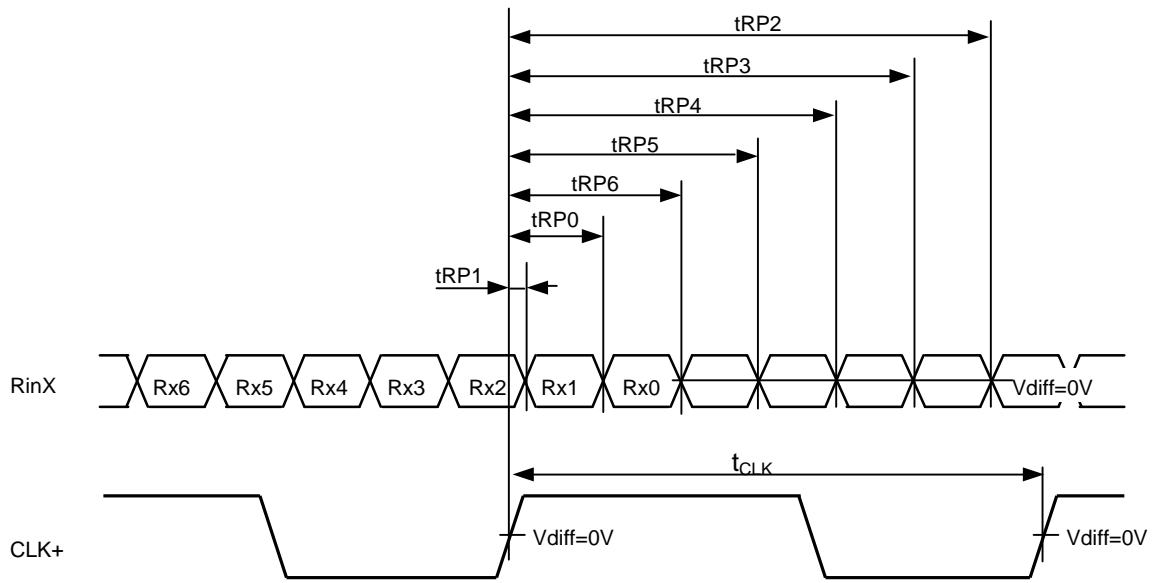 tRP2
tRP3
tRP4
tRP5
tRP6
tRP0
tRP1
RinX Rx6 Rx5 Rx4 Rx3 Rx2 Rx1 Rx0 Vdiff=0V
tCLK
CLK+ Vdiff=0V Vdiff=0V